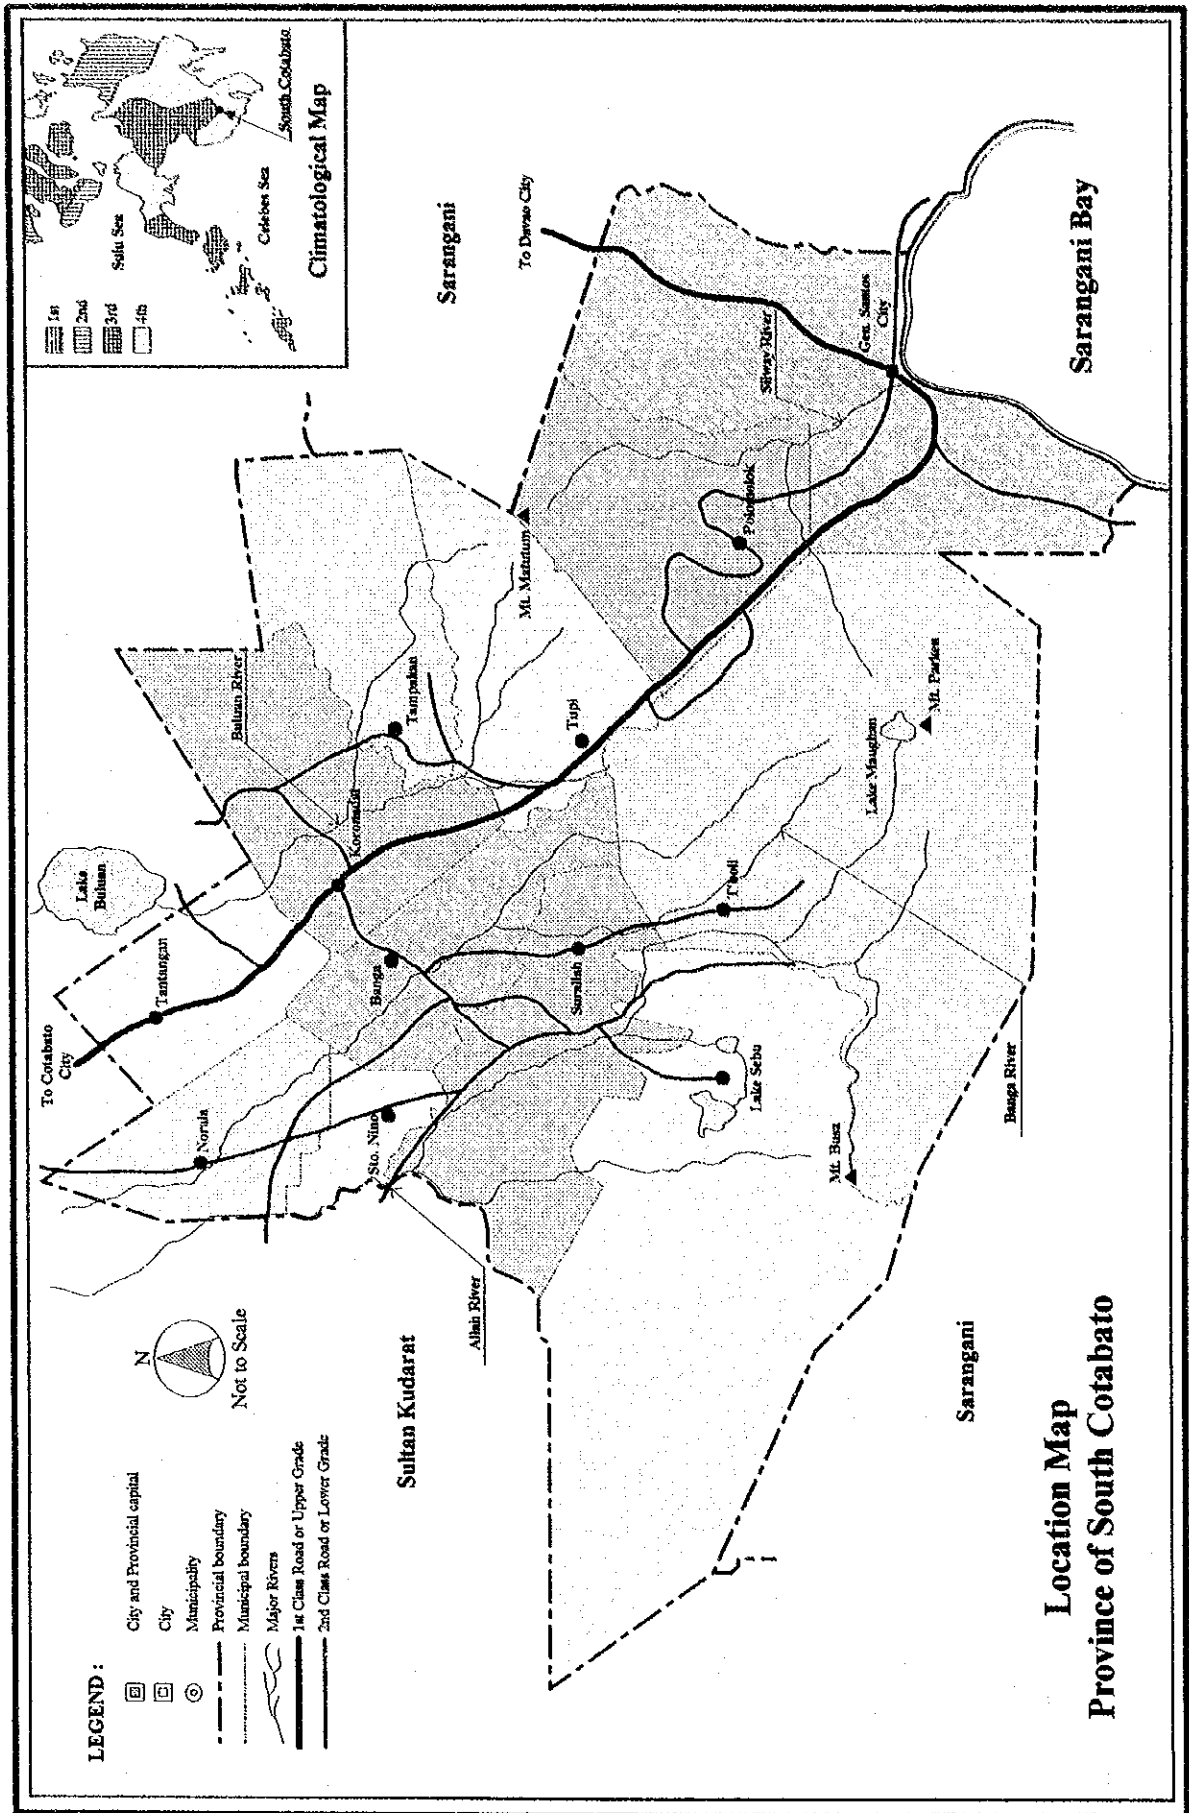 LEGEND :
City and Provincial capital
City
Municipality
Provincial boundary
Municipal boundary
Major Rivers
1st Class Road or Upper Grade
2nd Class Road or Lower Grade
N
Not to Scale
Sultan Kudarat
Allah River
To Cotabato
City
Tantangan
Lake
Buluan
Norala
Sto. Nino
Banga
Koronadal
Buluan River
Tampakan
Mt. Matutum
Tupi
Surallah
T'boli
Lake Sebu
Mt. Busa
Banga River
Lake Maughan
Mt. Parker
Polomolok
Silway River
Gen. Santos
City
To Davao City
Sarangani
Sarangani Bay
Sarangani
1st
2nd
3rd
4th
Sulu Sea
Celebes Sea
South Cotabato
Climatological Map
Location Map
Province of South Cotabato